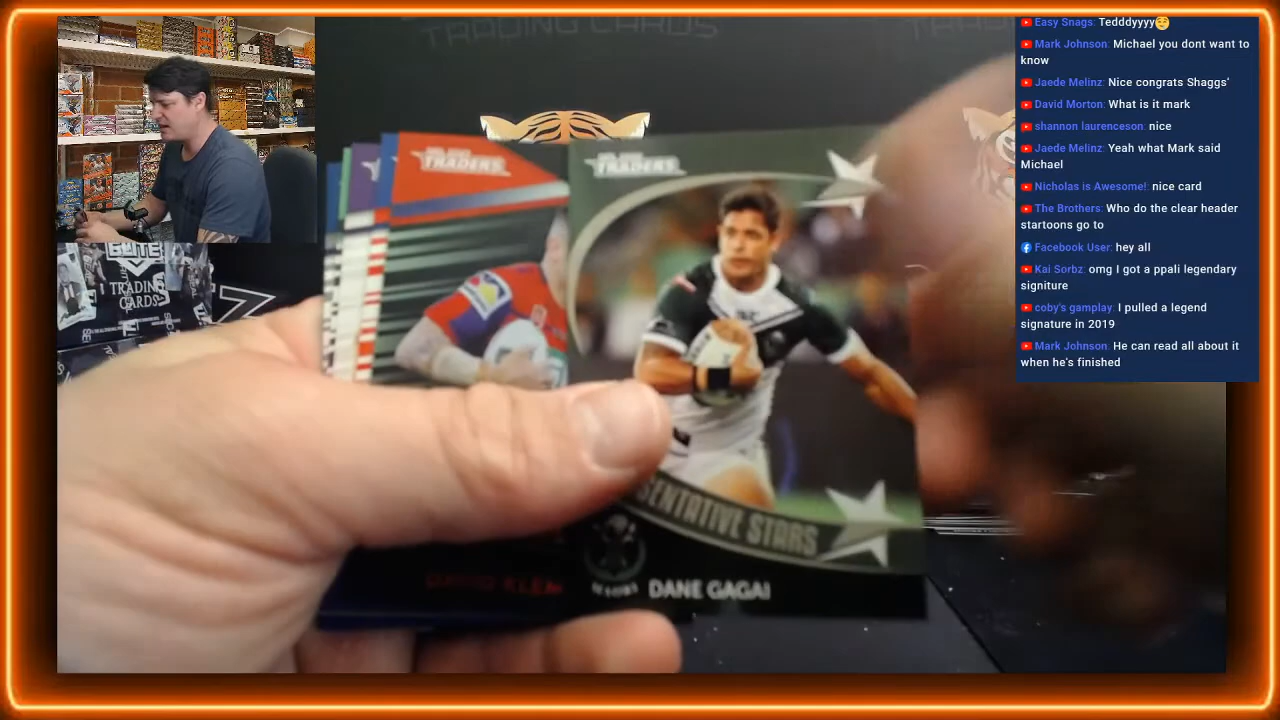 TRADING CARDS
TRADERS
TRADERS
ELITE
TRADING
CARDS
SENTATIVE STARS
MAORI
DANE GAGAI
Easy Snags: Tedddyyyy😌
Mark Johnson: Michael you dont want to
know
Jaede Melinz: Nice congrats Shaggs'
David Morton: What is it mark
shannon laurenceson: nice
Jaede Melinz: Yeah what Mark said
Michael
Nicholas is Awesome!: nice card
The Brothers: Who do the clear header
startoons go to
Facebook User: hey all
Kai Sorbz: omg I got a ppali legendary
signiture
coby's gamplay: I pulled a legend
signature in 2019
Mark Johnson: He can read all about it
when he's finished